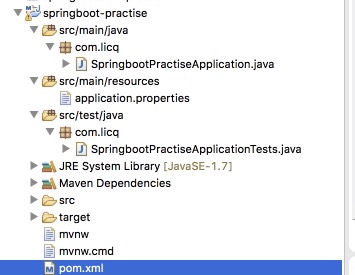 springboot-practise
src/main/java
com.licq
SpringbootPractiseApplication.java
src/main/resources
application.properties
src/test/java
com.licq
SpringbootPractiseApplicationTests.java
JRE System Library [JavaSE-1.7]
Maven Dependencies
src
target
mvnw
mvnw.cmd
pom.xml